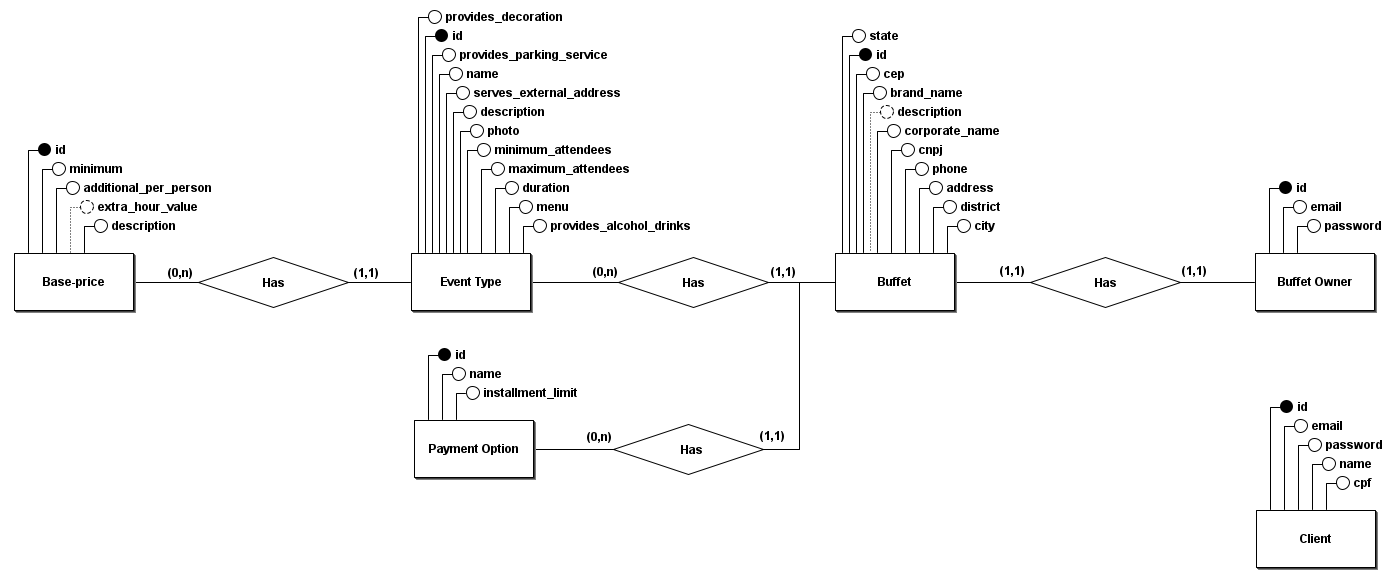 provides_decoration
id
provides_parking_service
name
serves_external_address
description
photo
minimum_attendees
maximum_attendees
duration
menu
provides_alcohol_drinks
state
id
cep
brand_name
description
corporate_name
cnpj
phone
address
district
city
id
minimum
additional_per_person
extra_hour_value
description
id
email
password
Base-price
(0,n)
Has
(1,1)
Event Type
(0,n)
Has
(1,1)
Buffet
(1,1)
Has
(1,1)
Buffet Owner
id
name
installment_limit
Payment Option
(0,n)
Has
(1,1)
id
email
password
name
cpf
Client